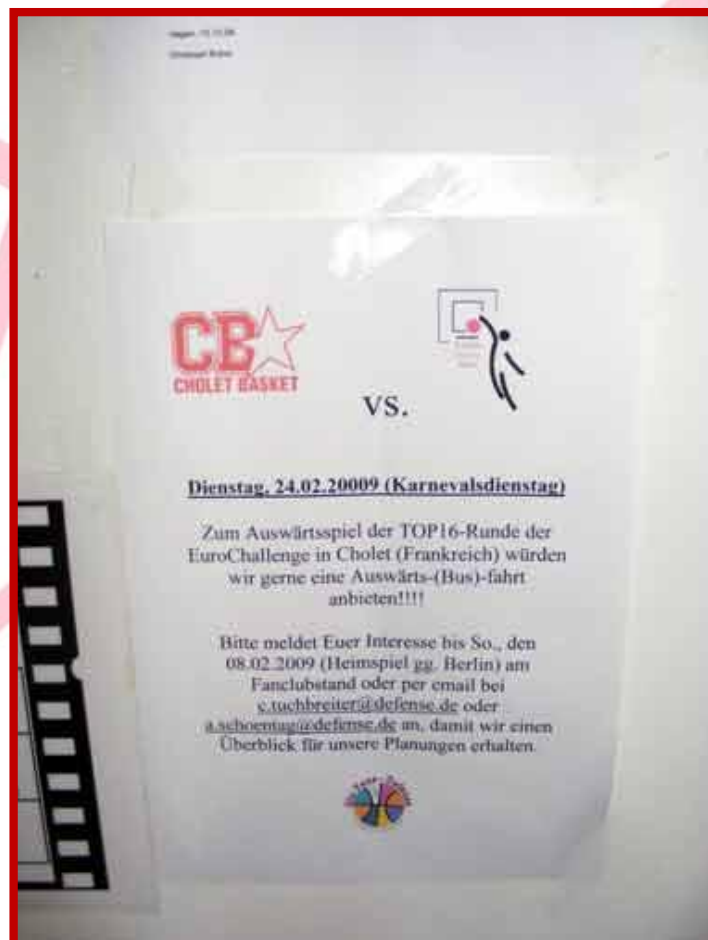 CB
CHOLET BASKET
VS.
Dienstag, 24.02.20009 (Karnevalsdienstag)
Zum Auswärtsspiel der TOP16-Runde der
EuroChallenge in Cholet (Frankreich) würden
wir gerne eine Auswärts-(Bus)-fahrt
anbieten!!!!
Bitte meldet Euer Interesse bis So., den
08.02.2009 (Heimspiel gg. Berlin) am
Fanclubstand oder per email bei
c.tuchbreiter@defense.de oder
a.schoentag@defense.de an, damit wir einen
Überblick für unsere Planungen erhalten.